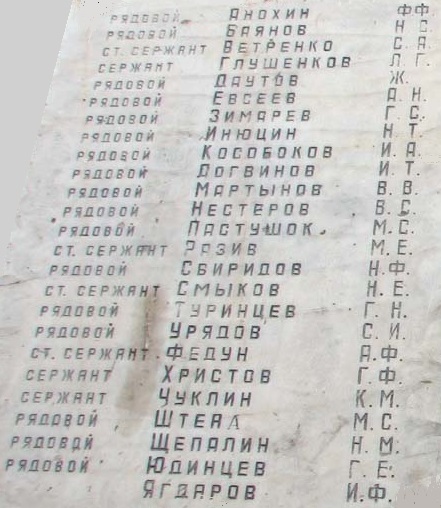 РЯДОВОЙ АНОХИН Ф.Ф.
РЯДОВОЙ БАЯНОВ Н.С.
СТ. СЕРЖАНТ ВЕТРЕНКО С.А.
СЕРЖАНТ ГЛУШЕНКОВ Л.Г.
РЯДОВОЙ ДАУТОВ Ж.
РЯДОВОЙ ЕВСЕЕВ А.Н.
РЯДОВОЙ ЗИМАРЕВ Г.С.
РЯДОВОЙ ИНЮЦИН Н.Т.
РЯДОВОЙ КОСОБОКОВ И.А.
РЯДОВОЙ ЛОГВИНОВ И.Т.
РЯДОВОЙ МАРТЫНОВ В.В.
РЯДОВОЙ НЕСТЕРОВ В.С.
РЯДОВОЙ ПАСТУШОК М.С.
СТ. СЕРЖАНТ РАЗИВ М.Е.
РЯДОВОЙ СВИРИДОВ Н.Ф.
СТ. СЕРЖАНТ СМЫКОВ Н.Е.
РЯДОВОЙ ТУРИНЦЕВ Г.Н.
РЯДОВОЙ УРЯДОВ С.И.
СТ. СЕРЖАНТ ФЕДУН А.Ф.
СЕРЖАНТ ХРИСТОВ Г.Ф.
СЕРЖАНТ ЧУКЛИН К.М.
РЯДОВОЙ ШТЕЛА М.С.
РЯДОВОЙ ЩЕПАЛИН Н.М.
РЯДОВОЙ ЮДИНЦЕВ Г.Е.
ЯГДАРОВ И.Ф.